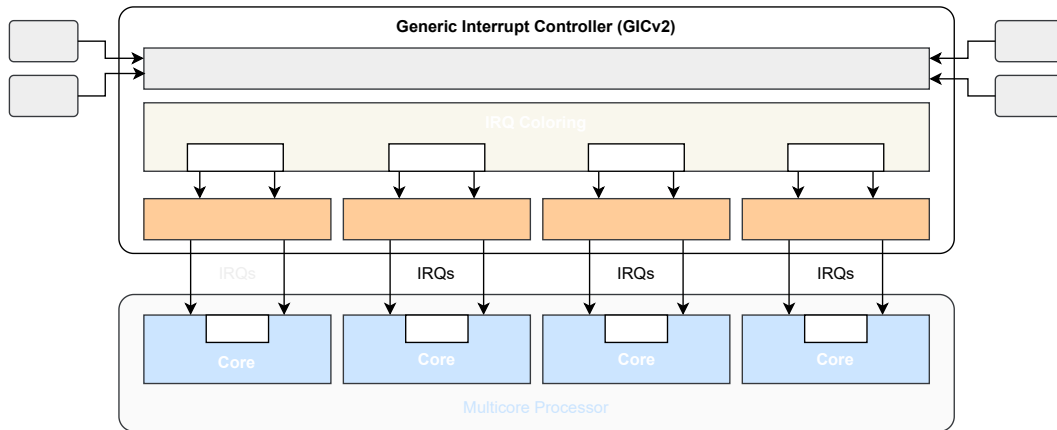 Generic Interrupt Controller (GICv2)
IRQ Coloring
IRQs IRQs IRQs IRQs
Core Core Core Core
Multicore Processor